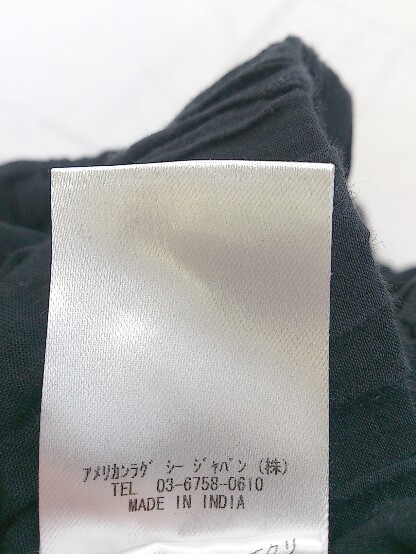 ｱﾒﾘｶﾝﾗｸﾞ ｼｰ ｼﾞｬﾊﾟﾝ (株)
TEL 03-6758-0610
MADE IN INDIA